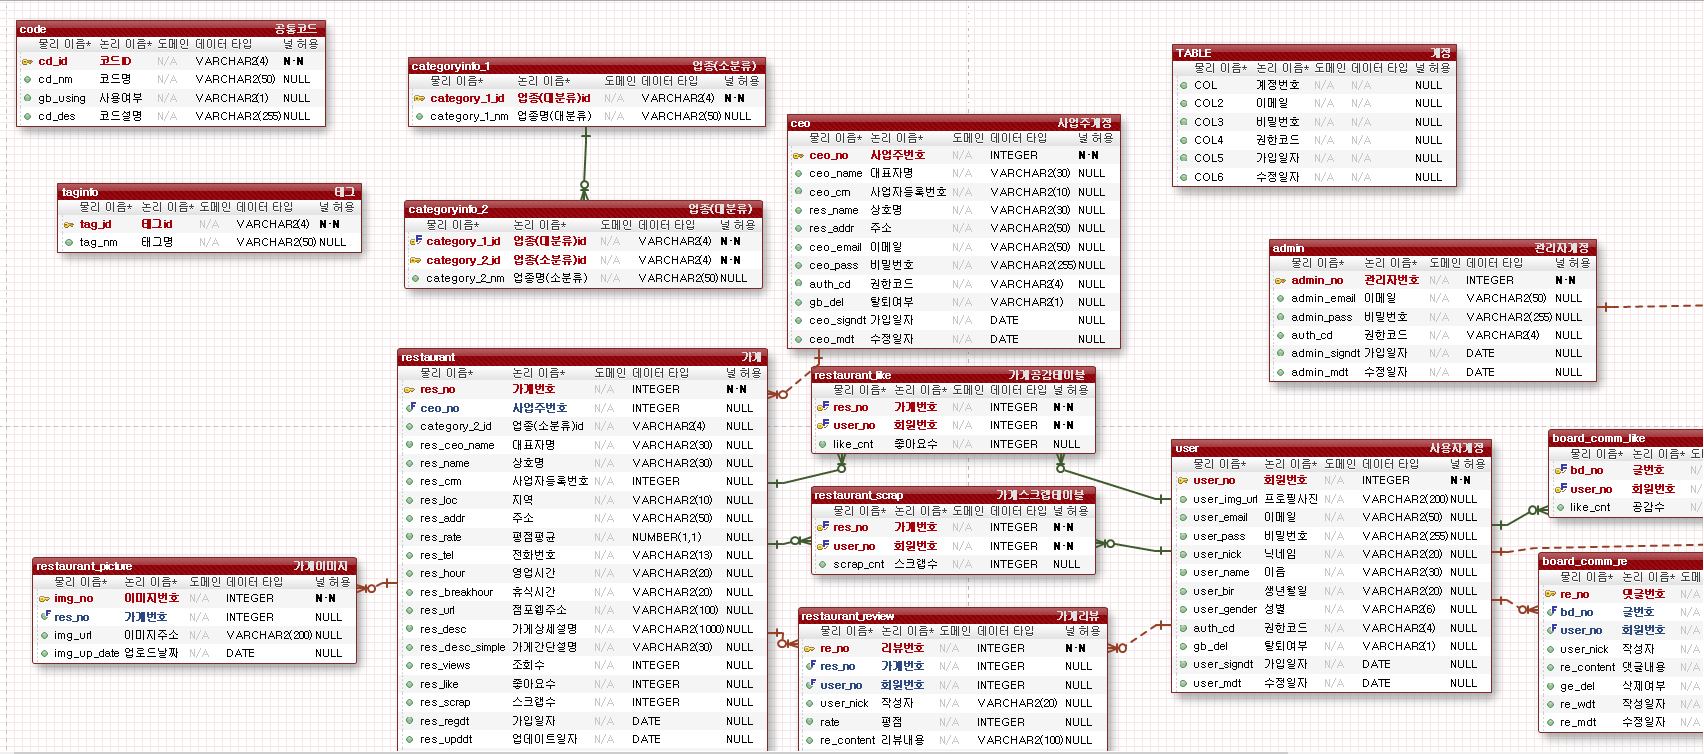 code 공통코드
물리 이름* 논리 이름* 도메인 데이터 타입 널 허용
cd_id 코드ID N/A VARCHAR2(4) N-N
cd_nm 코드명 N/A VARCHAR2(50) NULL
gb_using 사용여부 N/A VARCHAR2(1) NULL
cd_des 코드설명 N/A VARCHAR2(255) NULL
taginfo 태그
물리 이름* 논리 이름* 도메인 데이터 타입 널 허용
tag_id 태그id N/A VARCHAR2(4) N-N
tag_nm 태그명 N/A VARCHAR2(50) NULL
categoryinfo_1 업종(소분류)
물리 이름* 논리 이름* 도메인 데이터 타입 널 허용
category_1_id 업종(대분류)id N/A VARCHAR2(4) N-N
category_1_nm 업종명(대분류) N/A VARCHAR2(50) NULL
categoryinfo_2 업종(대분류)
물리 이름* 논리 이름* 도메인 데이터 타입 널 허용
category_1_id 업종(대분류)id N/A VARCHAR2(4) N-N
category_2_id 업종(소분류)id N/A VARCHAR2(4) N-N
category_2_nm 업종명(소분류) N/A VARCHAR2(50) NULL
ceo 사업주계정
물리 이름* 논리 이름* 도메인 데이터 타입 널 허용
ceo_no 사업주번호 N/A INTEGER N-N
ceo_name 대표자명 N/A VARCHAR2(30) NULL
ceo_crn 사업자등록번호 N/A VARCHAR2(10) NULL
res_name 상호명 N/A VARCHAR2(30) NULL
res_addr 주소 N/A VARCHAR2(50) NULL
ceo_email 이메일 N/A VARCHAR2(50) NULL
ceo_pass 비밀번호 N/A VARCHAR2(255) NULL
auth_cd 권한코드 N/A VARCHAR2(4) NULL
gb_del 탈퇴여부 N/A VARCHAR2(1) NULL
ceo_signdt 가입일자 N/A DATE NULL
ceo_mdt 수정일자 N/A DATE NULL
TABLE 계정
물리 이름* 논리 이름* 도메인 데이터 타입 널 허용
COL 계정번호 N/A N/A NULL
COL2 이메일 N/A N/A NULL
COL3 비밀번호 N/A N/A NULL
COL4 권한코드 N/A N/A NULL
COL5 가입일자 N/A N/A NULL
COL6 수정일자 N/A N/A NULL
admin 관리자계정
물리 이름* 논리 이름* 도메인 데이터 타입 널 허용
admin_no 관리자번호 N/A INTEGER N-N
admin_email 이메일 N/A VARCHAR2(50) NULL
admin_pass 비밀번호 N/A VARCHAR2(255) NULL
auth_cd 권한코드 N/A VARCHAR2(4) NULL
admin_signdt 가입일자 N/A DATE NULL
admin_mdt 수정일자 N/A DATE NULL
restaurant 가게
물리 이름* 논리 이름* 도메인 데이터 타입 널 허용
res_no 가게번호 N/A INTEGER N-N
ceo_no 사업주번호 N/A INTEGER NULL
category_2_id 업종(소분류)id N/A VARCHAR2(4) NULL
res_ceo_name 대표자명 N/A VARCHAR2(30) NULL
res_name 상호명 N/A VARCHAR2(30) NULL
res_crn 사업자등록번호 N/A INTEGER NULL
res_loc 지역 N/A VARCHAR2(10) NULL
res_addr 주소 N/A VARCHAR2(50) NULL
res_rate 평점평균 N/A NUMBER(1,1) NULL
res_tel 전화번호 N/A VARCHAR2(13) NULL
res_hour 영업시간 N/A VARCHAR2(20) NULL
res_breakhour 휴식시간 N/A VARCHAR2(20) NULL
res_url 점포웹주소 N/A VARCHAR2(100) NULL
res_desc 가게상세설명 N/A VARCHAR2(1000) NULL
res_desc_simple 가게간단설명 N/A VARCHAR2(30) NULL
res_views 조회수 N/A INTEGER NULL
res_like 좋아요수 N/A INTEGER NULL
res_scrap 스크랩수 N/A INTEGER NULL
res_regdt 가입일자 N/A DATE NULL
res_upddt 업데이트일자 N/A DATE NULL
restaurant_picture 가게이미지
물리 이름* 논리 이름* 도메인 데이터 타입 널 허용
img_no 이미지번호 N/A INTEGER N-N
res_no 가게번호 N/A INTEGER NULL
img_url 이미지주소 N/A VARCHAR2(200) NULL
img_up_date 업로드날짜 N/A DATE NULL
restaurant_like 가게공감테이블
물리 이름* 논리 이름* 도메인 데이터 타입 널 허용
res_no 가게번호 N/A INTEGER N-N
user_no 회원번호 N/A INTEGER N-N
like_cnt 좋아요수 N/A INTEGER NULL
restaurant_scrap 가게스크랩테이블
물리 이름* 논리 이름* 도메인 데이터 타입 널 허용
res_no 가게번호 N/A INTEGER N-N
user_no 회원번호 N/A INTEGER N-N
scrap_cnt 스크랩수 N/A INTEGER NULL
restaurant_review 가게리뷰
물리 이름* 논리 이름* 도메인 데이터 타입 널 허용
re_no 리뷰번호 N/A INTEGER N-N
res_no 가게번호 N/A INTEGER NULL
user_no 회원번호 N/A INTEGER NULL
user_nick 작성자 N/A VARCHAR2(20) NULL
rate 평점 N/A INTEGER NULL
re_content 리뷰내용 N/A VARCHAR2(100) NULL
user 사용자계정
물리 이름* 논리 이름* 도메인 데이터 타입 널 허용
user_no 회원번호 N/A INTEGER N-N
user_img_url 프로필사진 N/A VARCHAR2(200) NULL
user_email 이메일 N/A VARCHAR2(50) NULL
user_pass 비밀번호 N/A VARCHAR2(255) NULL
user_nick 닉네임 N/A VARCHAR2(20) NULL
user_name 이름 N/A VARCHAR2(30) NULL
user_bir 생년월일 N/A VARCHAR2(20) NULL
user_gender 성별 N/A VARCHAR2(6) NULL
auth_cd 권한코드 N/A VARCHAR2(4) NULL
gb_del 탈퇴여부 N/A VARCHAR2(1) NULL
user_signdt 가입일자 N/A DATE NULL
user_mdt 수정일자 N/A DATE NULL
board_comm_like
물리 이름* 논리 이름* 도
bd_no 글번호 N/
user_no 회원번호 N/
like_cnt 공감수 N/
board_comm_re
물리 이름* 논리 이름* 도메
re_no 댓글번호 N/A
bd_no 글번호 N/A
user_no 회원번호 N/A
user_nick 작성자 N/A
re_content 댓글내용 N/A
ge_del 삭제여부 N/A
re_wdt 작성일자 N/A
re_mdt 수정일자 N/A